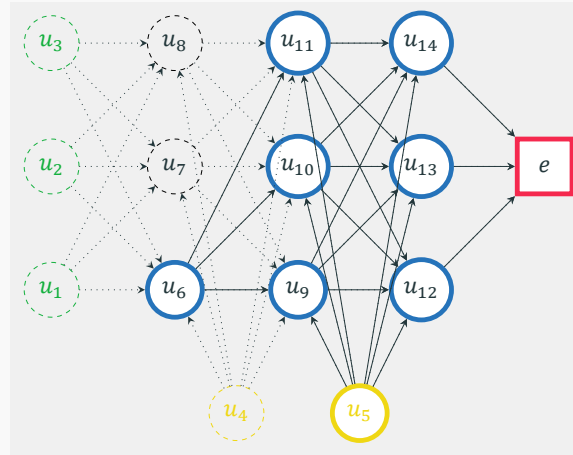 u₃ u₈ u₁₁ u₁₄
u₂ u₇ u₁₀ u₁₃ e
u₁ u₆ u₉ u₁₂
u₄ u₅